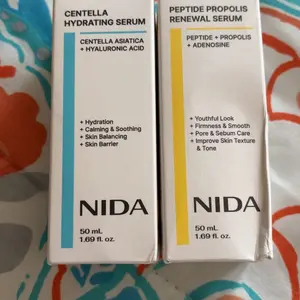 CENTELLA
HYDRATING SERUM
CENTELLA ASIATICA
+ HYALURONIC ACID
+ Hydration
+ Calming & Soothing
+ Skin Balancing
+ Skin Barrier
NIDA
50 mL
1.69 fl. oz.
PEPTIDE PROPOLIS
RENEWAL SERUM
PEPTIDE + PROPOLIS
+ ADENOSINE
+ Youthful Look
+ Firmness & Smooth
+ Pore & Sebum Care
+ Improve Skin Texture
& Tone
NIDA
50 mL
1.69 fl. oz.